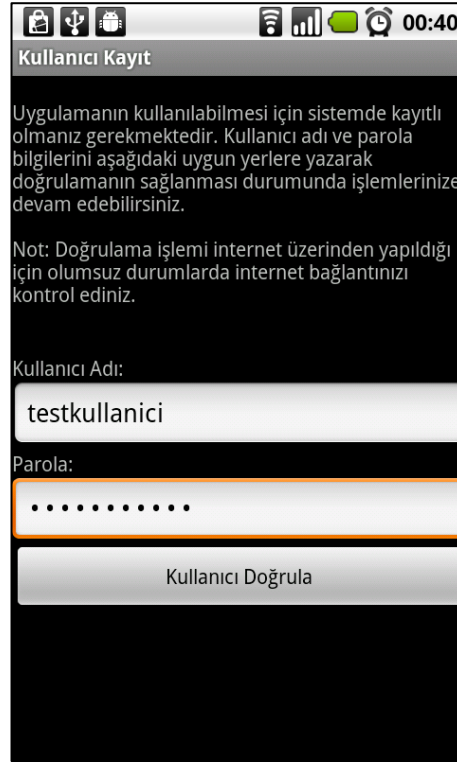 00:40
Kullanıcı Kayıt
Uygulamanın kullanılabilmesi için sistemde kayıtlı
olmanız gerekmektedir. Kullanıcı adı ve parola
bilgilerini aşağıdaki uygun yerlere yazarak
doğrulamanın sağlanması durumunda işlemlerinize
devam edebilirsiniz.
Not: Doğrulama işlemi internet üzerinden yapıldığı
için olumsuz durumlarda internet bağlantınızı
kontrol ediniz.
Kullanıcı Adı:
testkullanici
Parola:
•••••••••••
Kullanıcı Doğrula